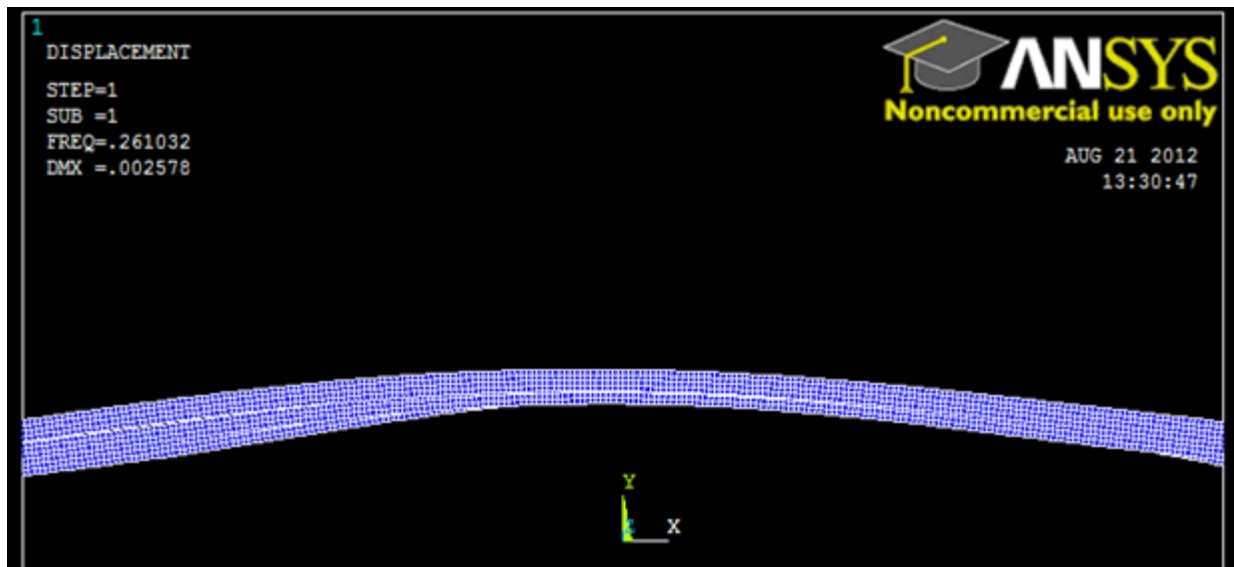 1
DISPLACEMENT
STEP=1
SUB =1
FREQ=.261032
DMX =.002578
ANSYS
Noncommercial use only
AUG 21 2012
13:30:47
Y
X